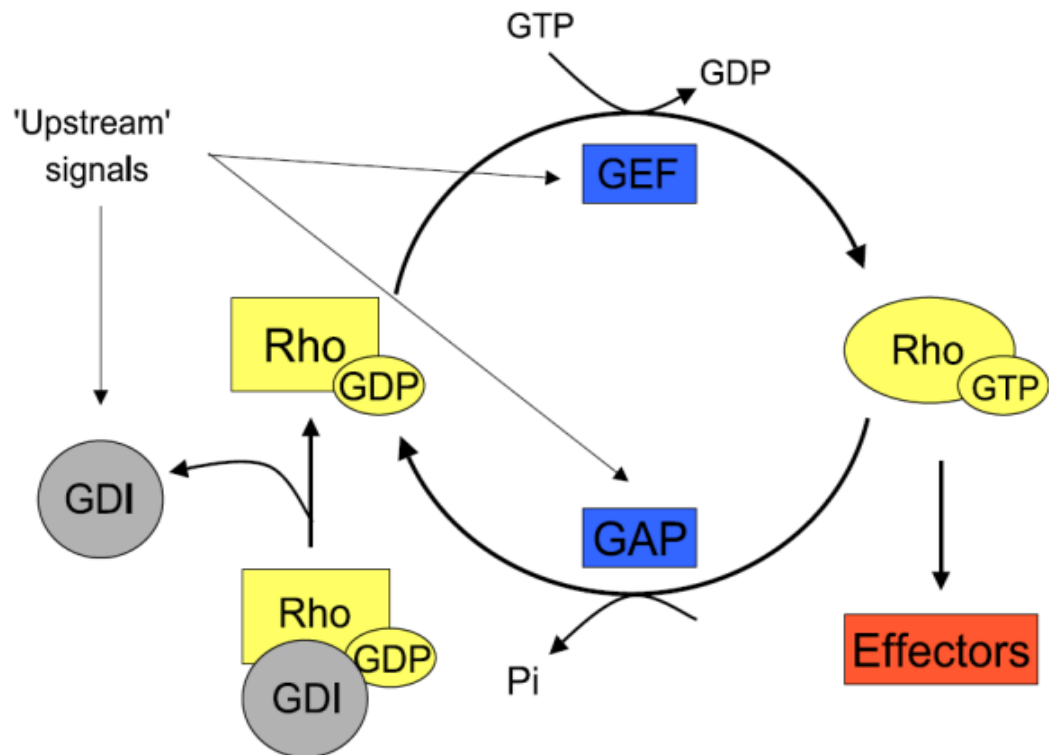 GTP
GDP
'Upstream'
signals
GEF
Rho
GDP
Rho
GTP
GDI
GAP
Rho
GDP
GDI
Pi
Effectors